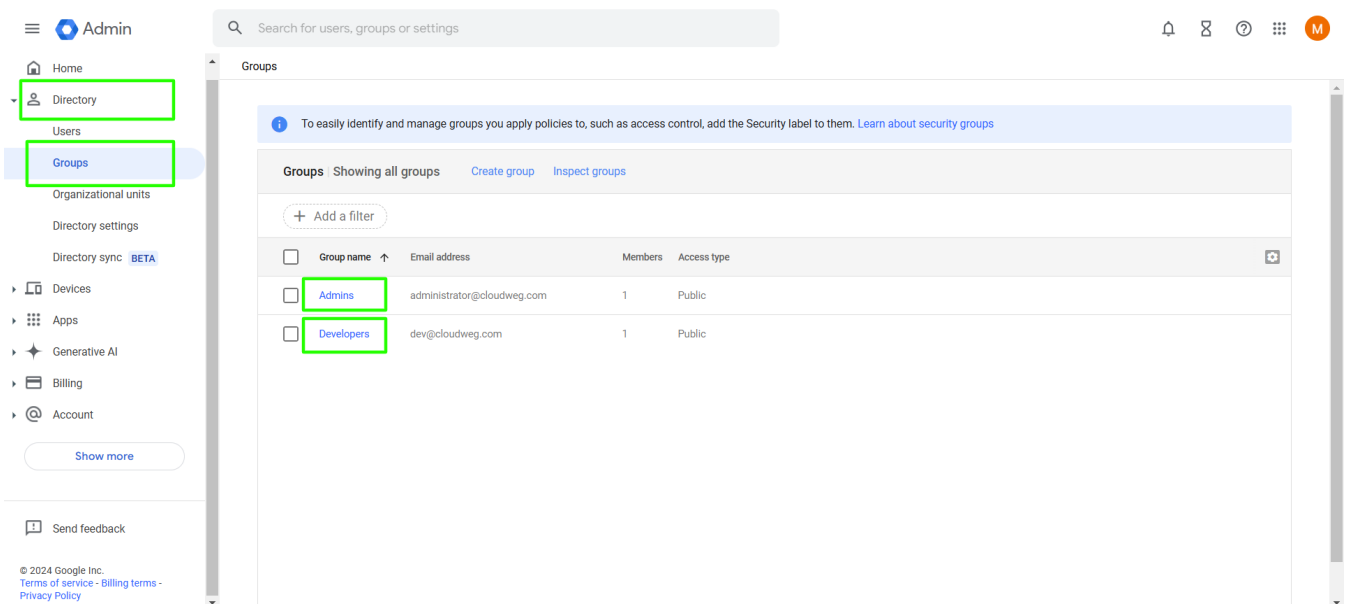 Admin
Search for users, groups or settings
M
Home
Directory
Users
Groups
Organizational units
Directory settings
Directory sync BETA
Devices
Apps
Generative AI
Billing
Account
Show more
Send feedback
© 2024 Google Inc.
Terms of service - Billing terms -
Privacy Policy
Groups
To easily identify and manage groups you apply policies to, such as access control, add the Security label to them. Learn about security groups
Groups | Showing all groups Create group Inspect groups
+ Add a filter
Group name Email address Members Access type
Admins administrator@cloudweg.com 1 Public
Developers dev@cloudweg.com 1 Public